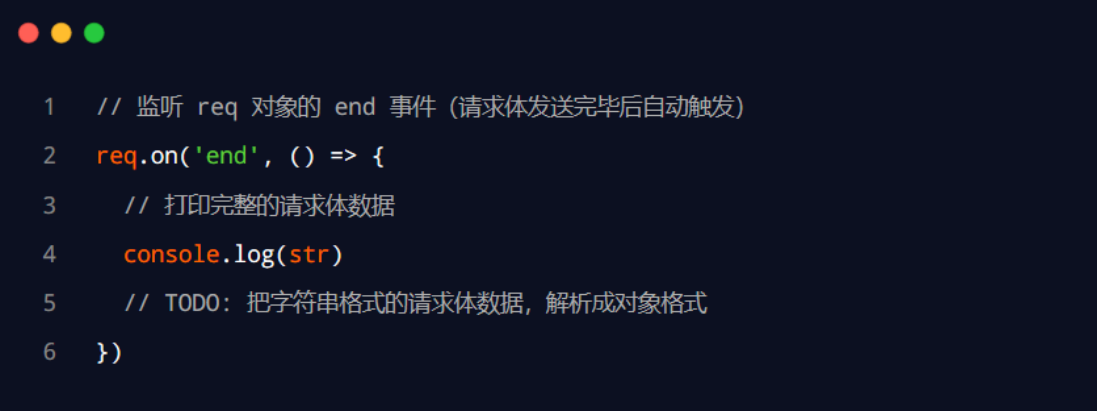 1 // 监听 req 对象的 end 事件（请求体发送完毕后自动触发）
2 req.on('end', () => {
3   // 打印完整的请求体数据
4   console.log(str)
5   // TODO: 把字符串格式的请求体数据，解析成对象格式
6 })